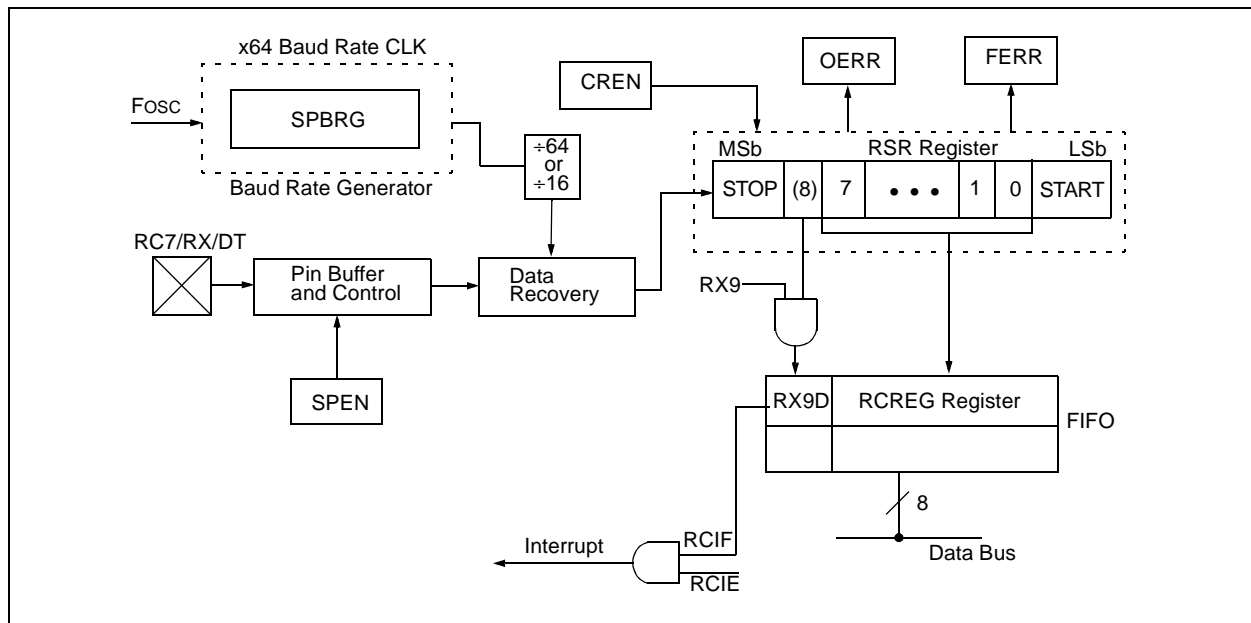 x64 Baud Rate CLK
FOSC
SPBRG
Baud Rate Generator
÷64
or
÷16
CREN
OERR
FERR
MSb
RSR Register
LSb
STOP
(8)
7
• • •
1
0
START
RC7/RX/DT
Pin Buffer
and Control
Data
Recovery
SPEN
RX9
RX9D
RCREG Register
FIFO
8
Data Bus
Interrupt
RCIF
RCIE